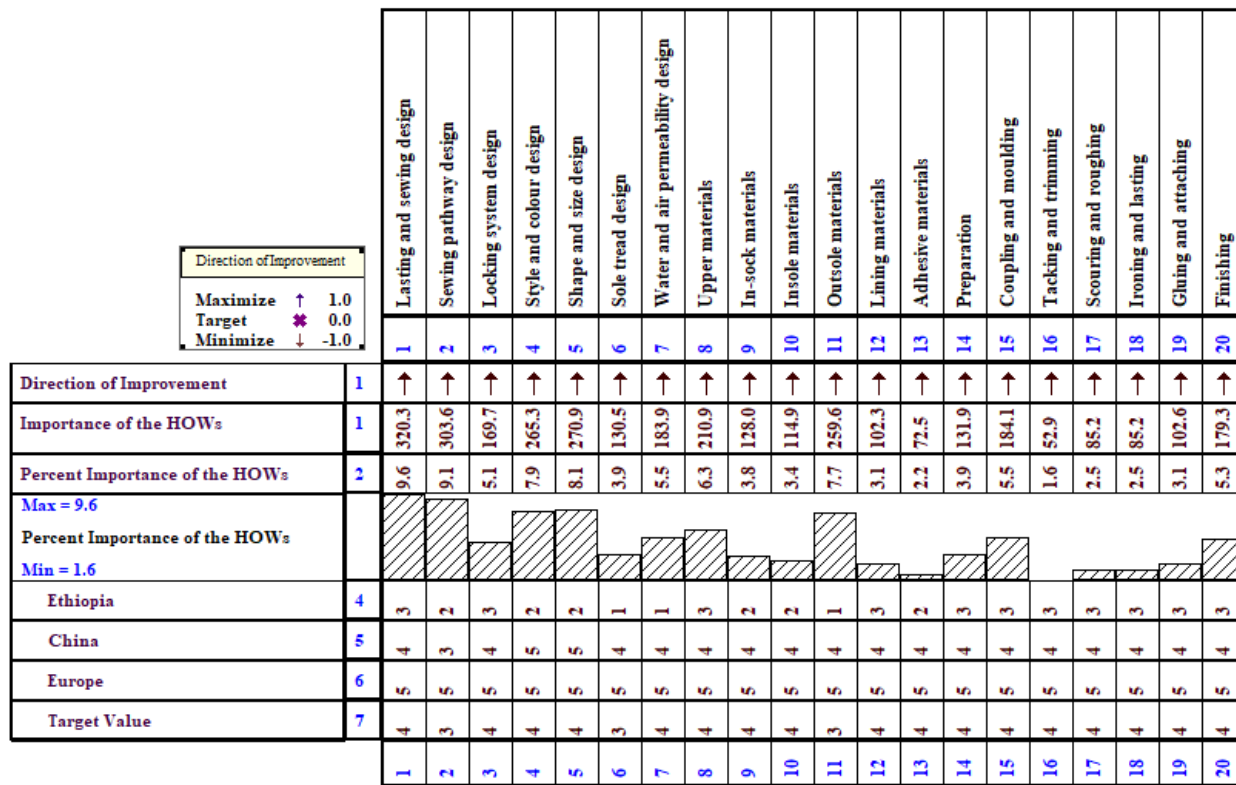 Lasting and sewing design
Sewing pathway design
Locking system design
Style and colour design
Shape and size design
Sole tread design
Water and air permeability design
Upper materials
In-sock materials
Insole materials
Outsole materials
Lining materials
Adhesive materials
Preparation
Coupling and moulding
Tacking and trimming
Scouring and roughing
Ironing and lasting
Gluing and attaching
Finishing
Direction of Improvement
Maximize ↑ 1.0
Target ✖ 0.0
Minimize ↓ -1.0
1 2 3 4 5 6 7 8 9 10 11 12 13 14 15 16 17 18 19 20
Direction of Improvement 1 ↑ ↑ ↑ ↑ ↑ ↑ ↑ ↑ ↑ ↑ ↑ ↑ ↑ ↑ ↑ ↑ ↑ ↑ ↑ ↑
Importance of the HOWs 1 320.3 303.6 169.7 265.3 270.9 130.5 183.9 210.9 128.0 114.9 259.6 102.3 72.5 131.9 184.1 52.9 85.2 85.2 102.6 179.3
Percent Importance of the HOWs 2 9.6 9.1 5.1 7.9 8.1 3.9 5.5 6.3 3.8 3.4 7.7 3.1 2.2 3.9 5.5 1.6 2.5 2.5 3.1 5.3
Max = 9.6
Percent Importance of the HOWs
Min = 1.6
Ethiopia 4 3 2 3 2 2 1 1 3 2 2 1 3 2 3 3 3 3 3 3 3
China 5 4 3 4 5 5 4 4 4 4 4 4 4 4 4 4 4 4 4 4 4
Europe 6 5 5 5 5 5 5 5 5 5 5 5 5 5 5 5 5 5 5 5 5
Target Value 7 4 3 4 4 4 3 4 4 4 4 3 4 4 4 4 4 4 4 4 4
1 2 3 4 5 6 7 8 9 10 11 12 13 14 15 16 17 18 19 20